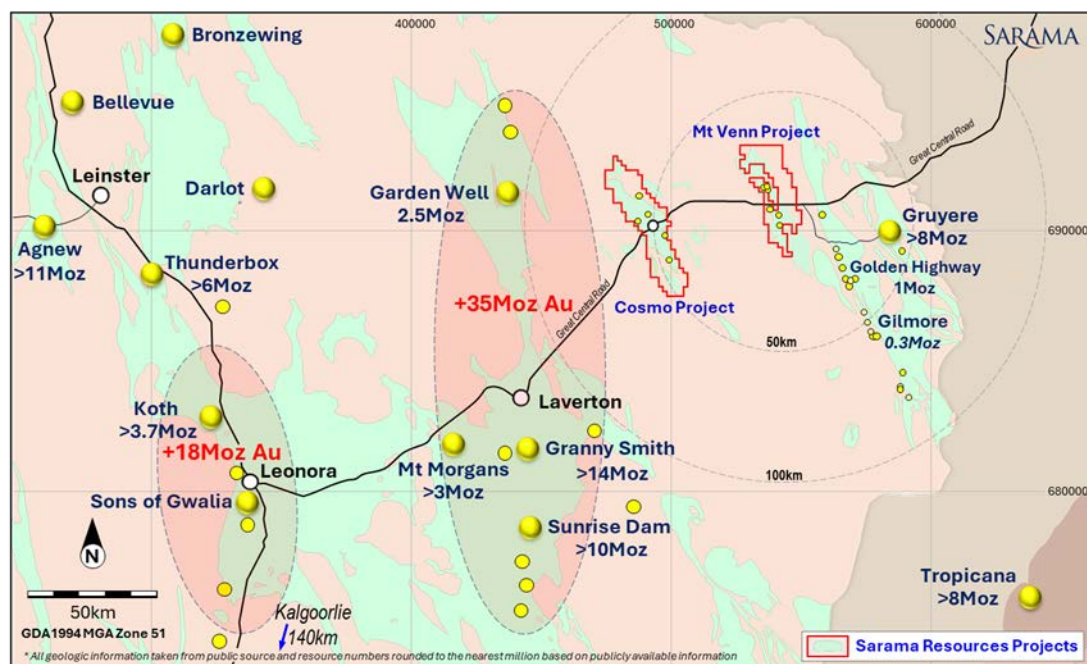 400000
500000
600000
SARAMA
Bronzewing
Bellevue
Mt Venn Project
Great Central Road
Leinster
Darlot
Garden Well
2.5Moz
Agnew
>11Moz
Gruyere
>8Moz
690000
Thunderbox
>6Moz
Golden Highway
1Moz
+35Moz Au
Great Central Road
Cosmo Project
Gilmore
0.3Moz
50km
Koth
>3.7Moz
Laverton
+18Moz Au
Leonora
Mt Morgans
>3Moz
Granny Smith
>14Moz
100km
680000
Sons of Gwalia
Sunrise Dam
>10Moz
N
50km
GDA 1994 MGA Zone 51
Kalgoorlie
140km
Tropicana
>8Moz
Sarama Resources Projects
* All geologic information taken from public source and resource numbers rounded to the nearest million based on publicly available information